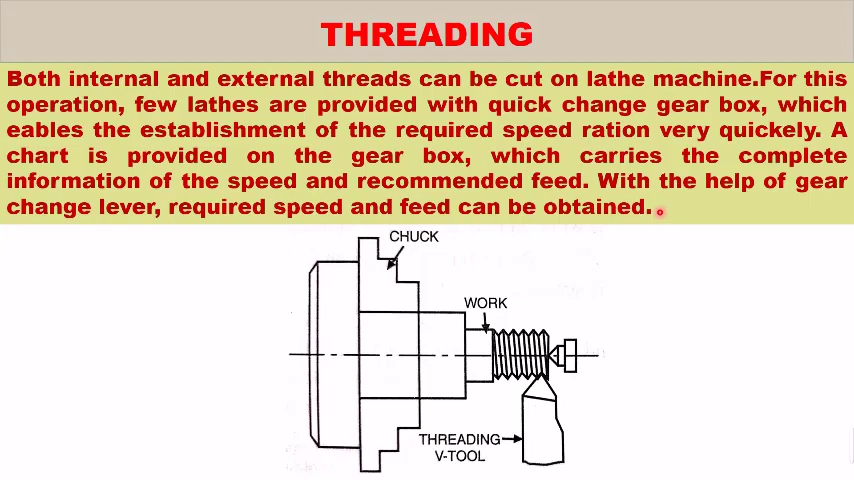 THREADING
Both internal and external threads can be cut on lathe machine.For this
operation, few lathes are provided with quick change gear box, which
eables the establishment of the required speed ration very quickely. A
chart is provided on the gear box, which carries the complete
information of the speed and recommended feed. With the help of gear
change lever, required speed and feed can be obtained.
CHUCK
WORK
THREADING
V-TOOL